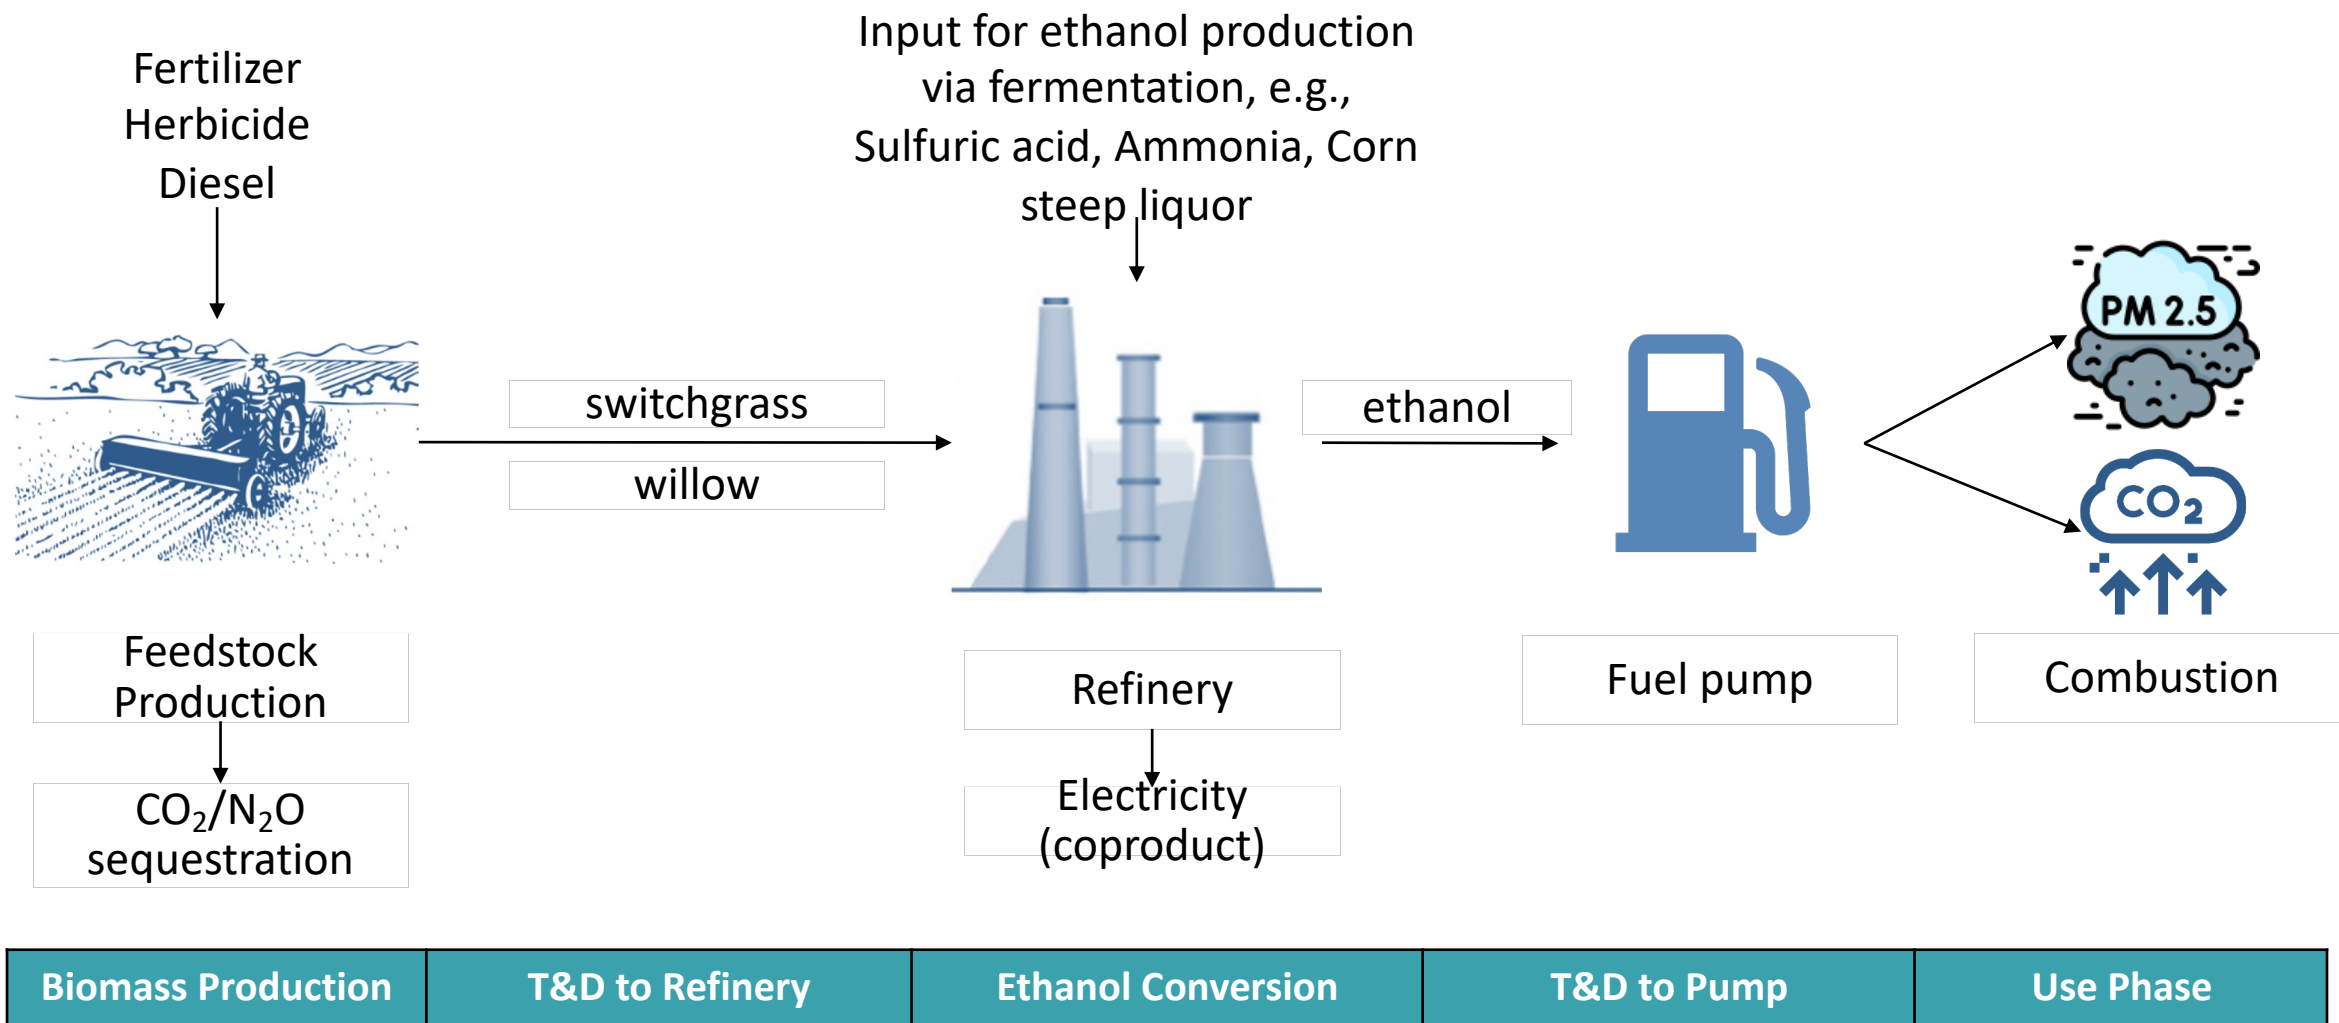 Fertilizer
Herbicide
Diesel
Input for ethanol production
via fermentation, e.g.,
Sulfuric acid, Ammonia, Corn
steep liquor
switchgrass
willow
ethanol
PM 2.5
CO₂
Feedstock
Production
CO₂/N₂O
sequestration
Refinery
Electricity
(coproduct)
Fuel pump
Combustion
Biomass Production
T&D to Refinery
Ethanol Conversion
T&D to Pump
Use Phase